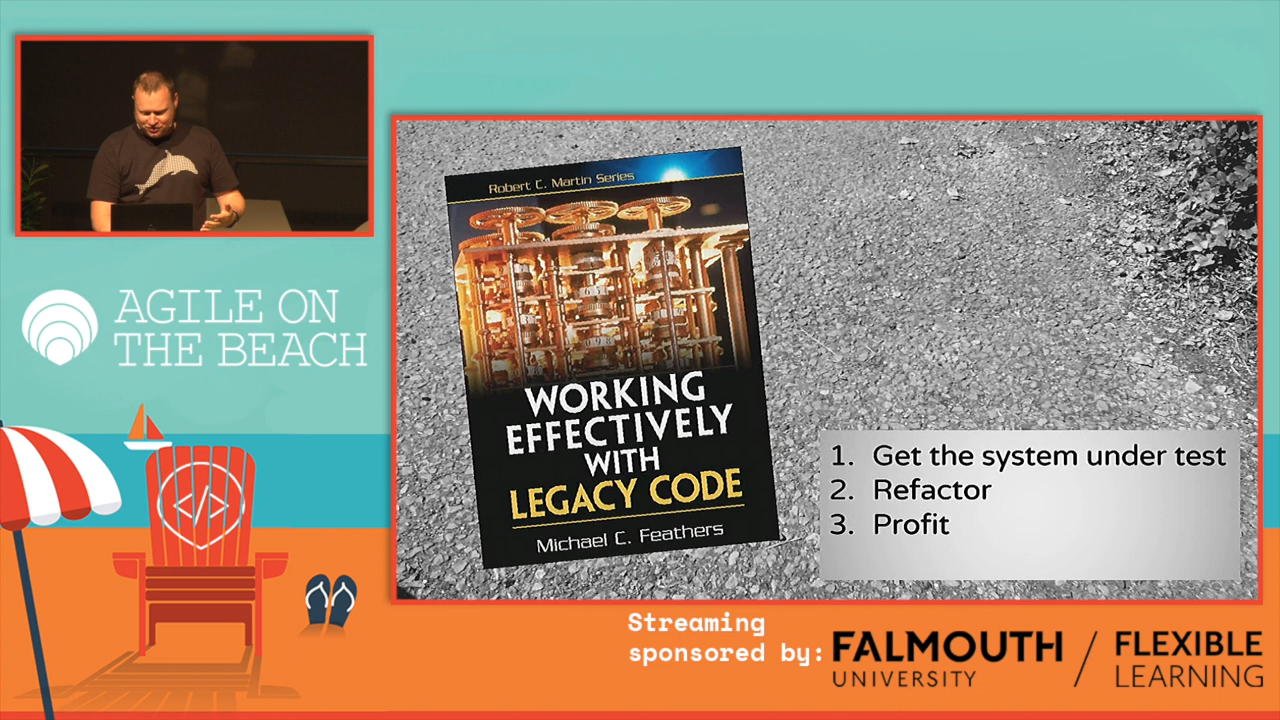 AGILE ON
THE BEACH
</>
Robert C. Martin Series
WORKING
EFFECTIVELY
WITH
LEGACY CODE
Michael C. Feathers
1. Get the system under test
2. Refactor
3. Profit
Streaming
sponsored by:
FALMOUTH
UNIVERSITY
/
FLEXIBLE
LEARNING